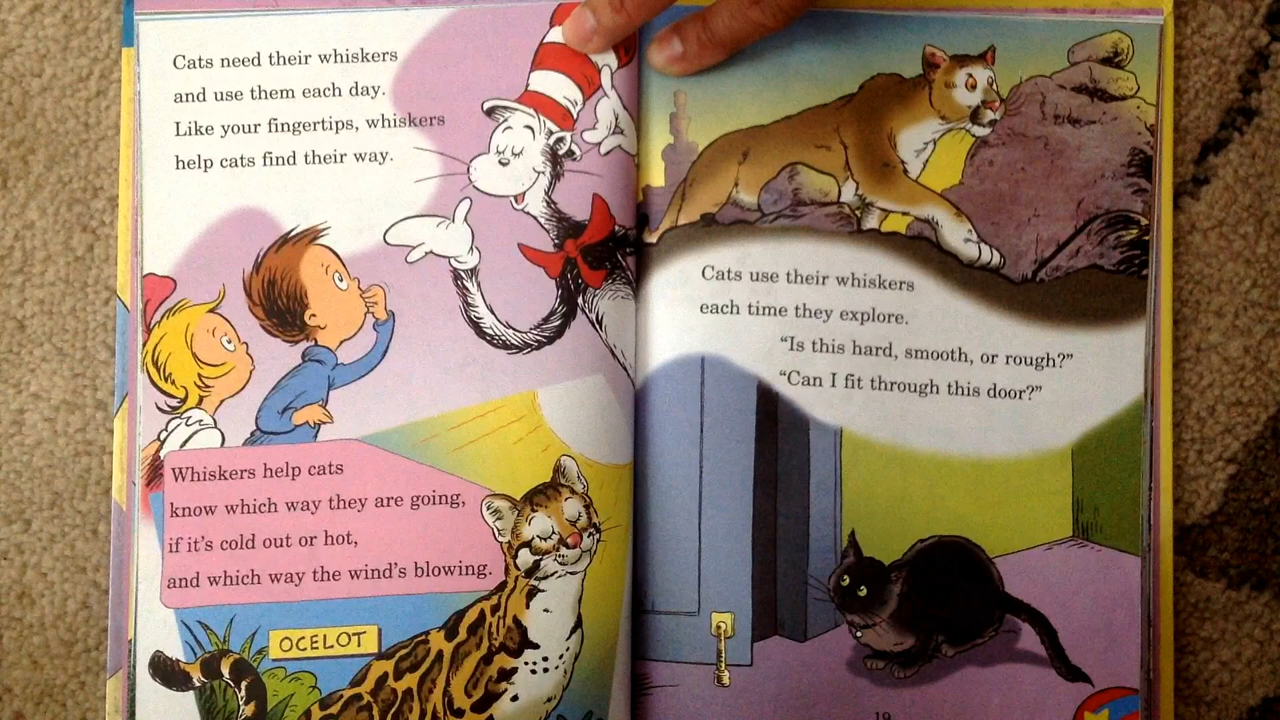 Cats need their whiskers
and use them each day.
Like your fingertips, whiskers
help cats find their way.
Whiskers help cats
know which way they are going,
if it's cold out or hot,
and which way the wind's blowing.
OCELOT
Cats use their whiskers
each time they explore.
"Is this hard, smooth, or rough?"
"Can I fit through this door?"
19